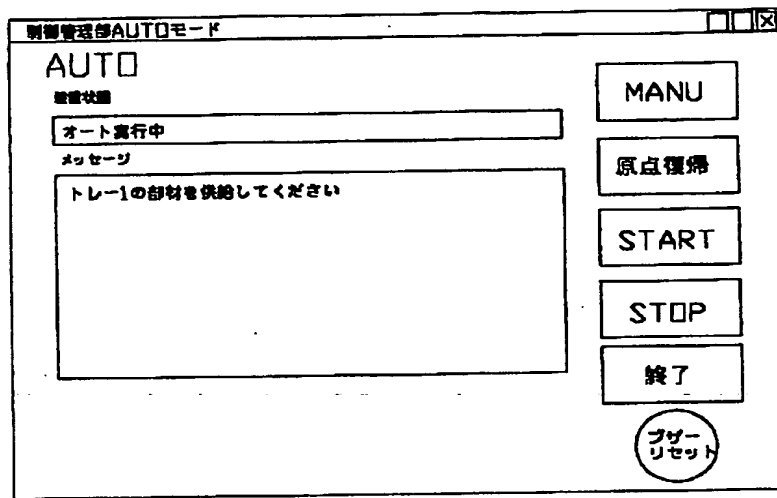 制御管理部AUTOモード
AUTO
装置状態
オート実行中
メッセージ
トレー1の部材を供給してください
MANU
原点復帰
START
STOP
終了
ブザー
リセット